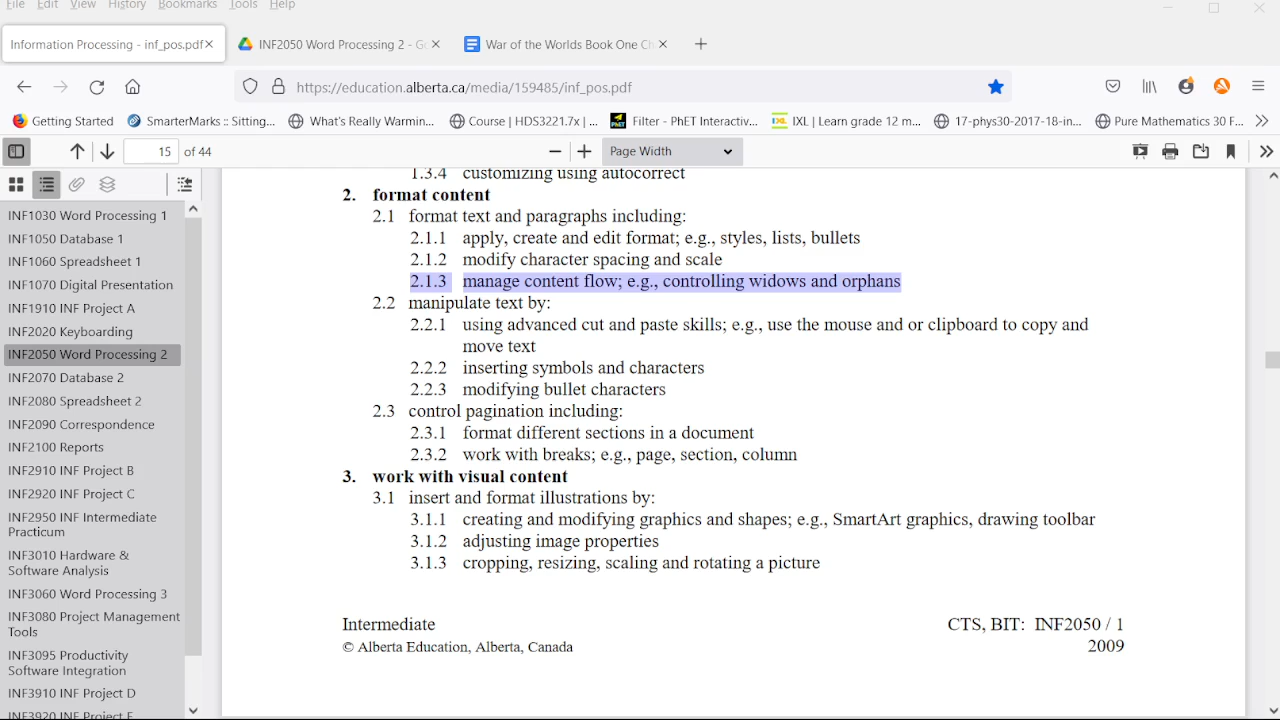 File Edit View History Bookmarks Tools Help
Information Processing - inf_pos.pdf
INF2050 Word Processing 2 - Go
War of the Worlds Book One Ch
https://education.alberta.ca/media/159485/inf_pos.pdf
Getting Started
SmarterMarks :: Sitting...
What's Really Warmin...
Course | HDS3221.7x | ...
Filter - PhET Interactiv...
IXL | Learn grade 12 m...
17-phys30-2017-18-in...
Pure Mathematics 30 F...
15 of 44
Page Width
INF1030 Word Processing 1
INF1050 Database 1
INF1060 Spreadsheet 1
INF1070 Digital Presentation
INF1910 INF Project A
INF2020 Keyboarding
INF2050 Word Processing 2
INF2070 Database 2
INF2080 Spreadsheet 2
INF2090 Correspondence
INF2100 Reports
INF2910 INF Project B
INF2920 INF Project C
INF2950 INF Intermediate
Practicum
INF3010 Hardware &
Software Analysis
INF3060 Word Processing 3
INF3080 Project Management
Tools
INF3095 Productivity
Software Integration
INF3910 INF Project D
INF3920 INF Project E
1.3.4 customizing using autocorrect
2. format content
2.1 format text and paragraphs including:
2.1.1 apply, create and edit format; e.g., styles, lists, bullets
2.1.2 modify character spacing and scale
2.1.3 manage content flow; e.g., controlling widows and orphans
2.2 manipulate text by:
2.2.1 using advanced cut and paste skills; e.g., use the mouse and or clipboard to copy and
move text
2.2.2 inserting symbols and characters
2.2.3 modifying bullet characters
2.3 control pagination including:
2.3.1 format different sections in a document
2.3.2 work with breaks; e.g., page, section, column
3. work with visual content
3.1 insert and format illustrations by:
3.1.1 creating and modifying graphics and shapes; e.g., SmartArt graphics, drawing toolbar
3.1.2 adjusting image properties
3.1.3 cropping, resizing, scaling and rotating a picture
Intermediate
CTS, BIT: INF2050 / 1
© Alberta Education, Alberta, Canada
2009